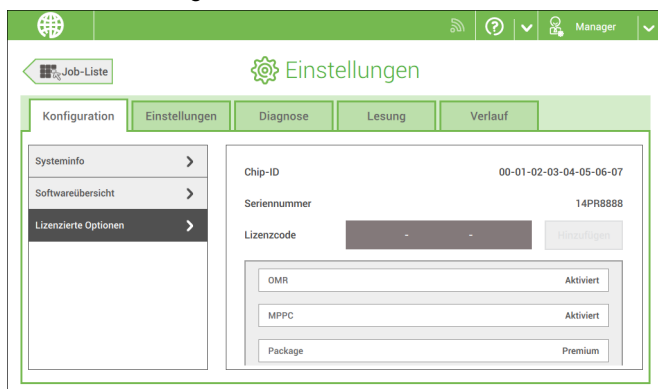 Manager
Job-Liste
Einstellungen
Konfiguration Einstellungen Diagnose Lesung Verlauf
Systeminfo
Softwareübersicht
Lizenzierte Optionen
Chip-ID 00-01-02-03-04-05-06-07
Seriennummer 14PR8888
Lizenzcode - - Hinzufügen
OMR Aktiviert
MPPC Aktiviert
Package Premium